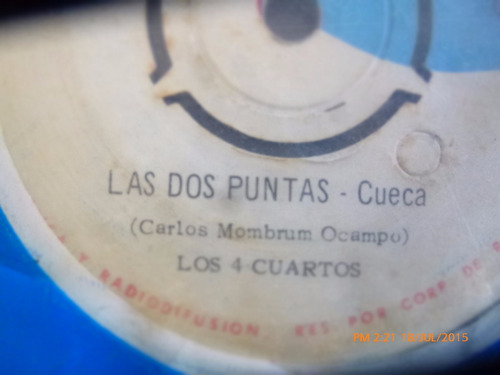 LAS DOS PUNTAS - Cueca
(Carlos Mombrum Ocampo)
LOS 4 CUARTOS
Y RADIODIFUSION, RES. POR CORP. DE
PM 2:21 18/JUL/2015